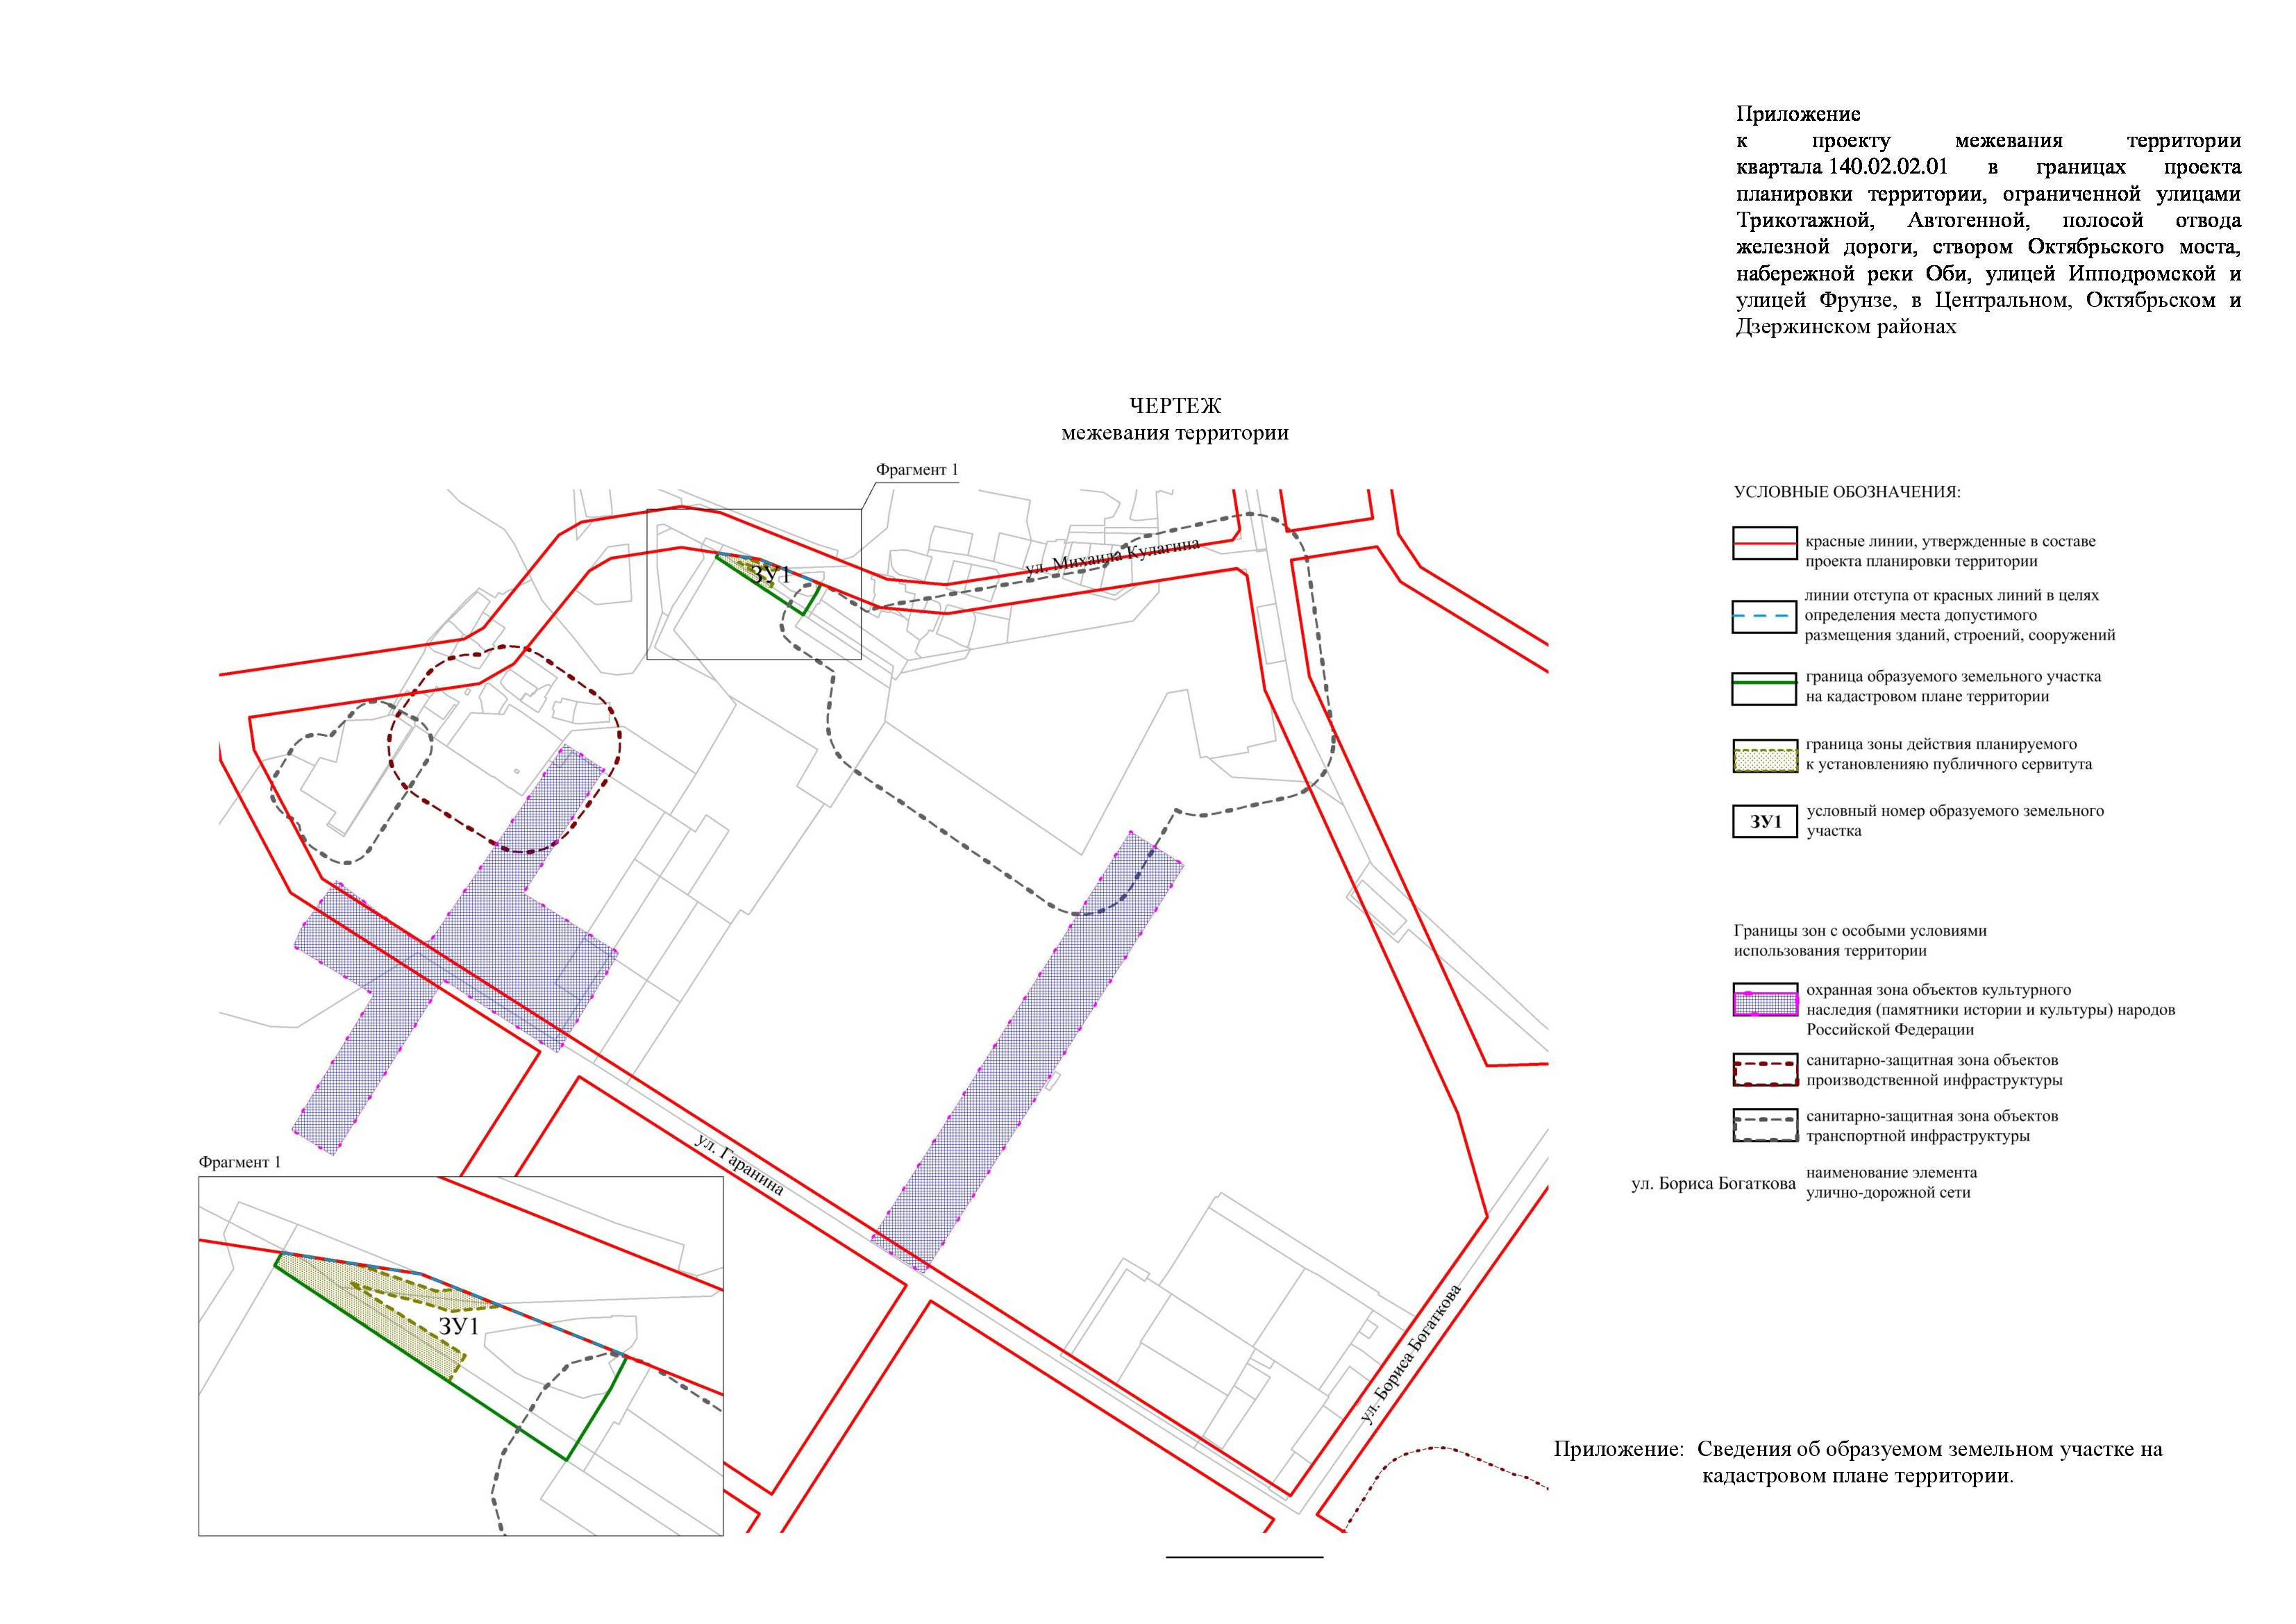 Приложение
к проекту межевания территории
квартала 140.02.02.01 в границах проекта
планировки территории, ограниченной улицами
Трикотажной, Автогенной, полосой отвода
железной дороги, створом Октябрьского моста,
набережной реки Оби, улицей Ипподромской и
улицей Фрунзе, в Центральном, Октябрьском и
Дзержинском районах
ЧЕРТЕЖ
межевания территории
Фрагмент 1
ЗУ1
ул. Михаила Кулагина
ул. Гаранина
ул. Бориса Богаткова
Фрагмент 1
ЗУ1
УСЛОВНЫЕ ОБОЗНАЧЕНИЯ:
красные линии, утвержденные в составе
проекта планировки территории
линии отступа от красных линий в целях
определения места допустимого
размещения зданий, строений, сооружений
граница образуемого земельного участка
на кадастровом плане территории
граница зоны действия планируемого
к установленияю публичного сервитута
ЗУ1
условный номер образуемого земельного
участка
Границы зон с особыми условиями
использования территории
охранная зона объектов культурного
наследия (памятники истории и культуры) народов
Российской Федерации
санитарно-защитная зона объектов
производственной инфраструктуры
санитарно-защитная зона объектов
транспортной инфраструктуры
ул. Бориса Богаткова
наименование элемента
улично-дорожной сети
Приложение: Сведения об образуемом земельном участке на
кадастровом плане территории.